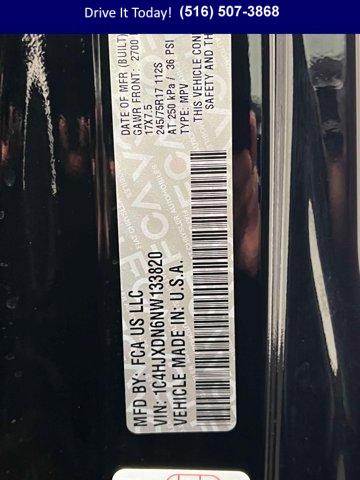 Drive It Today! (516) 507-3868
MFD BY: FCA US LLC
DATE OF MFR (BUILT)
GAWR FRONT: 2700
17X7.5
245/75R17 112S
AT 250 kPa / 36 PSI
THIS VEHICLE CON
SAFETY AND TH
TYPE: MPV
VIN: 1C4HJXDN6NW133820
VEHICLE MADE IN: U.S.A.